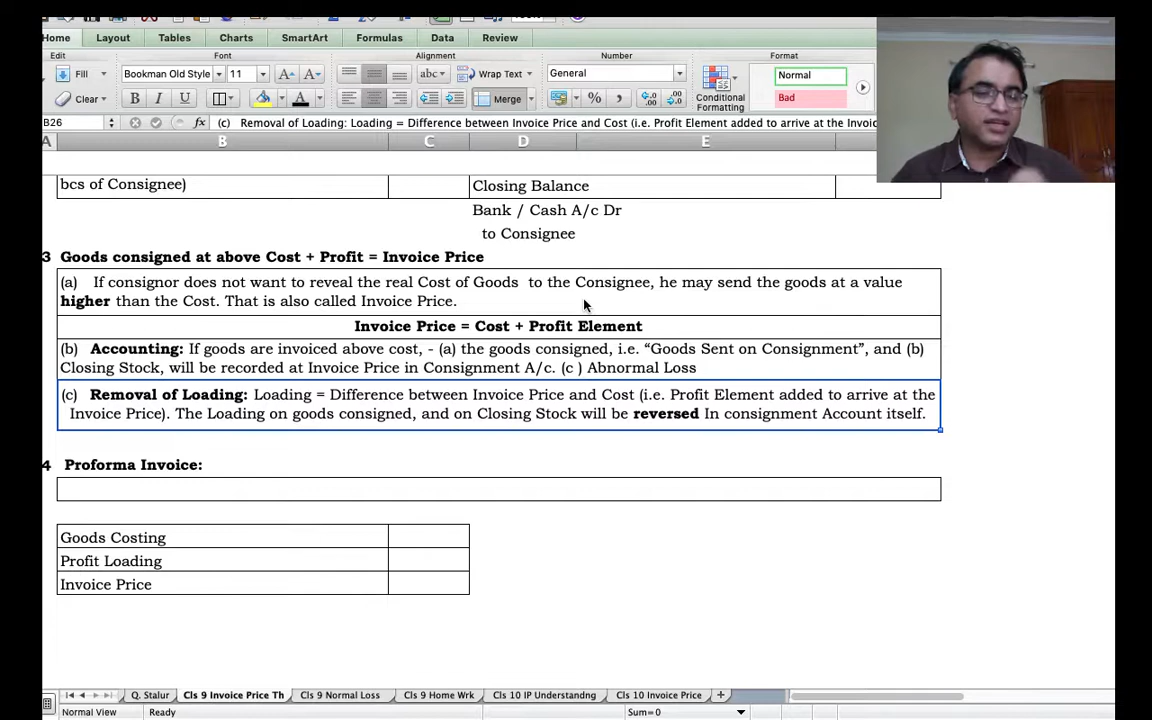 Home Layout Tables Charts SmartArt Formulas Data Review
Edit Font Alignment Number Format
Fill Bookman Old Style 11 A A abc Wrap Text General Normal
Clear B I U A Merge % Conditional Formatting Bad
B26 fx (c) Removal of Loading: Loading = Difference between Invoice Price and Cost (i.e. Profit Element added to arrive at the Invoic
A B C D E
bcs of Consignee)
Closing Balance
Bank / Cash A/c Dr
to Consignee
3 Goods consigned at above Cost + Profit = Invoice Price
(a) If consignor does not want to reveal the real Cost of Goods to the Consignee, he may send the goods at a value
higher than the Cost. That is also called Invoice Price.
Invoice Price = Cost + Profit Element
(b) Accounting: If goods are invoiced above cost, - (a) the goods consigned, i.e. “Goods Sent on Consignment”, and (b)
Closing Stock, will be recorded at Invoice Price in Consignment A/c. (c ) Abnormal Loss
(c) Removal of Loading: Loading = Difference between Invoice Price and Cost (i.e. Profit Element added to arrive at the
Invoice Price). The Loading on goods consigned, and on Closing Stock will be reversed In consignment Account itself.
4 Proforma Invoice:
Goods Costing
Profit Loading
Invoice Price
Q. Stalur Cls 9 Invoice Price Th Cls 9 Normal Loss Cls 9 Home Wrk Cls 10 IP Understandng Cls 10 Invoice Price
Normal View Ready Sum=0